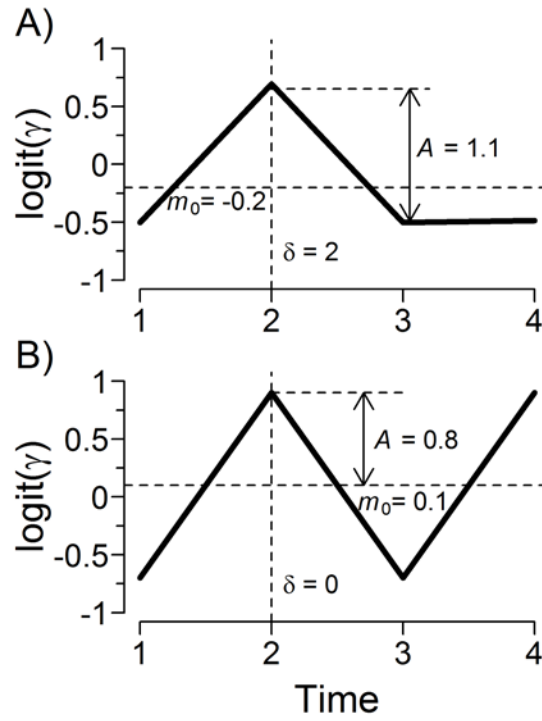 A)
1
0.5
0
-0.5
-1
logit(γ)
A = 1.1
m₀= -0.2
δ = 2
1 2 3 4
B)
1
0.5
0
-0.5
-1
logit(γ)
A = 0.8
m₀= 0.1
δ = 0
1 2 3 4
Time